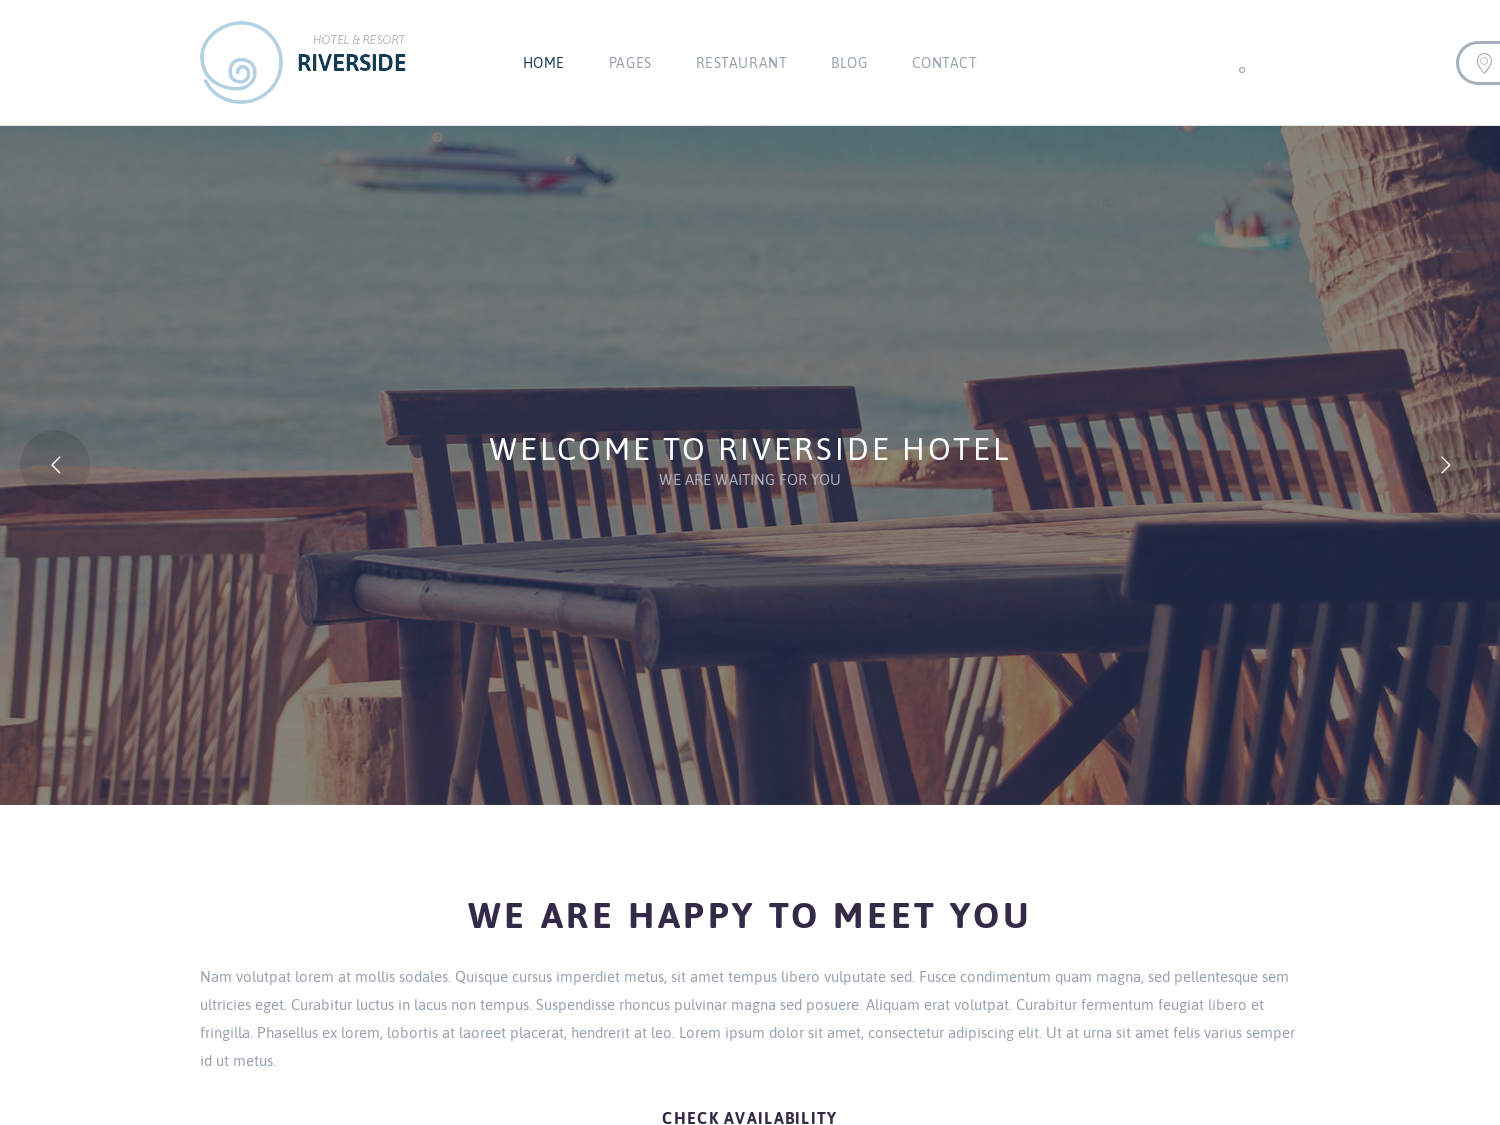 HOTEL & RESORT
RIVERSIDE
HOME
PAGES
RESTAURANT
BLOG
CONTACT
WELCOME TO RIVERSIDE HOTEL
WE ARE WAITING FOR YOU
WE ARE HAPPY TO MEET YOU
Nam volutpat lorem at mollis sodales. Quisque cursus imperdiet metus, sit amet tempus libero vulputate sed. Fusce condimentum quam magna, sed pellentesque sem
ultricies eget. Curabitur luctus in lacus non tempus. Suspendisse rhoncus pulvinar magna sed posuere. Aliquam erat volutpat. Curabitur fermentum feugiat libero et
fringilla. Phasellus ex lorem, lobortis at laoreet placerat, hendrerit at leo. Lorem ipsum dolor sit amet, consectetur adipiscing elit. Ut at urna sit amet felis varius semper
id ut metus.
CHECK AVAILABILITY